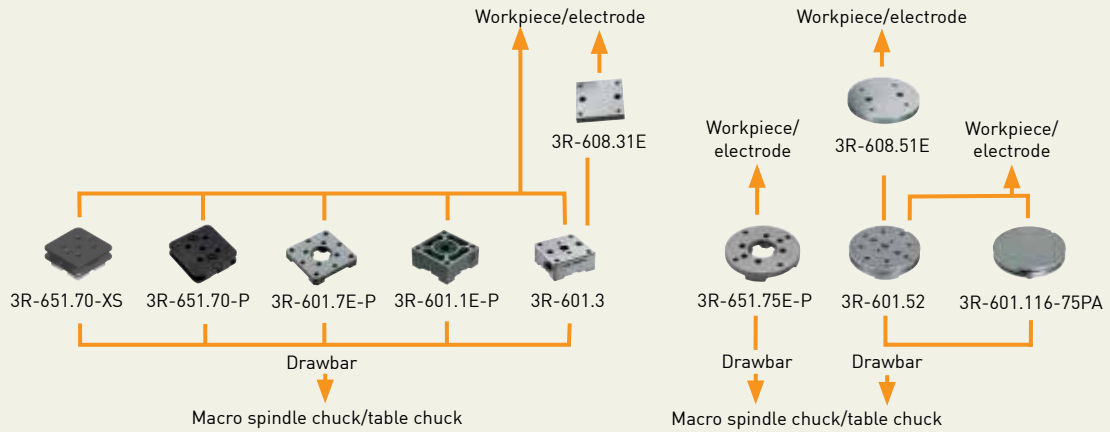 Workpiece/electrode
Workpiece/electrode
3R-608.31E
Workpiece/
electrode
3R-608.51E
Workpiece/
electrode
3R-651.70-XS
3R-651.70-P
3R-601.7E-P
3R-601.1E-P
3R-601.3
3R-651.75E-P
3R-601.52
3R-601.116-75PA
Drawbar
Drawbar
Drawbar
Macro spindle chuck/table chuck
Macro spindle chuck/table chuck